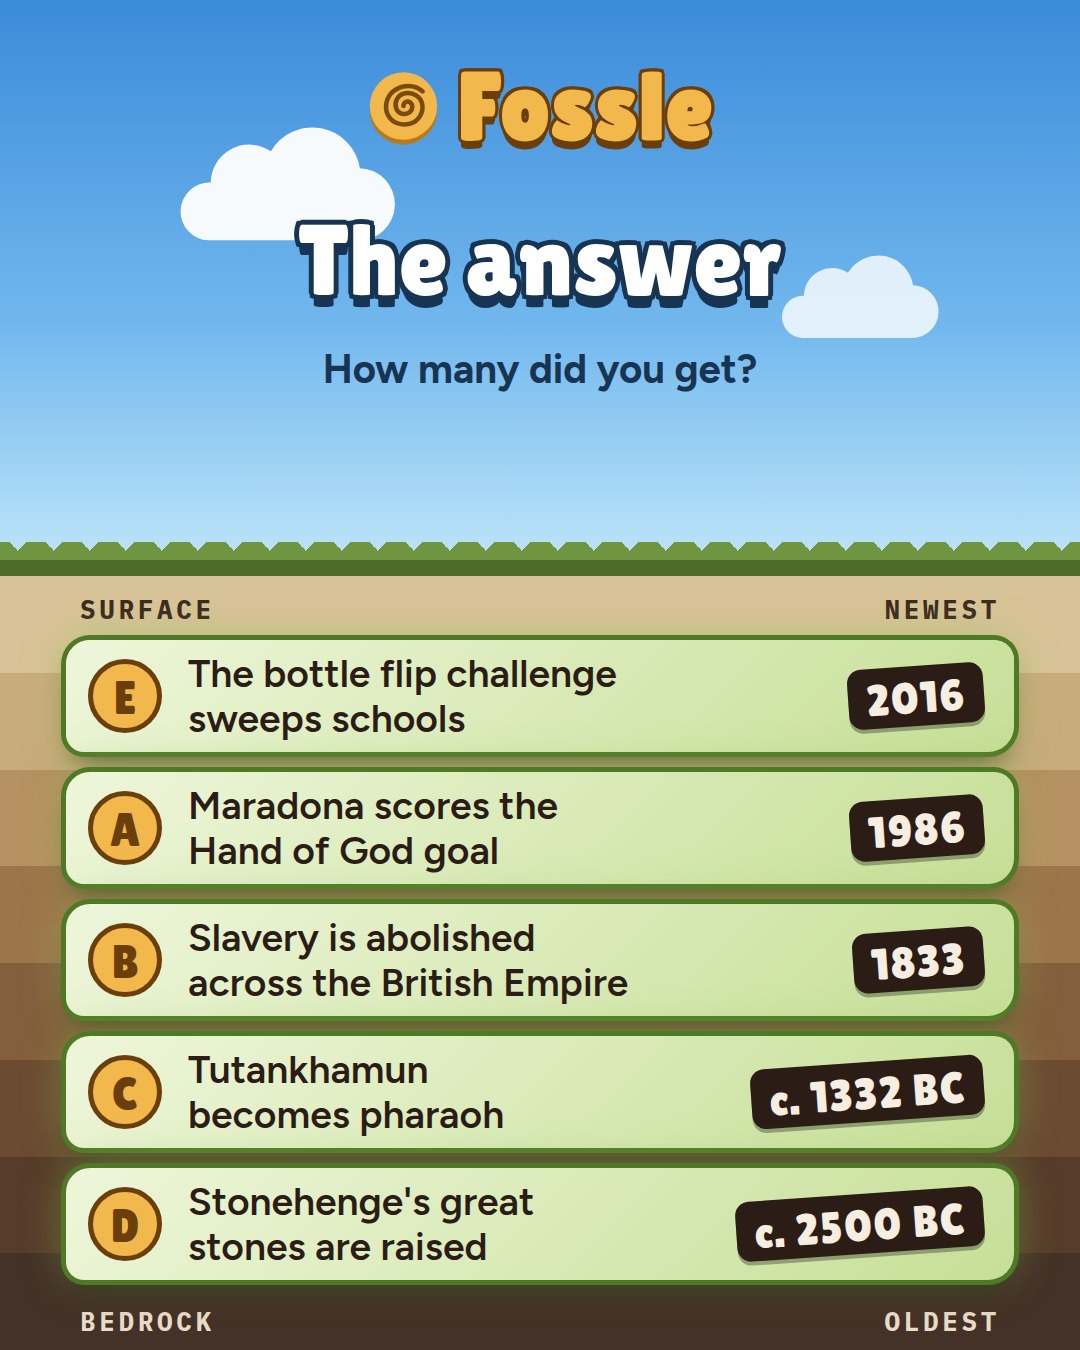 Fossle
The answer
How many did you get?
SURFACE NEWEST
E The bottle flip challenge
sweeps schools 2016
A Maradona scores the
Hand of God goal 1986
B Slavery is abolished
across the British Empire 1833
C Tutankhamun
becomes pharaoh c. 1332 BC
D Stonehenge's great
stones are raised c. 2500 BC
BEDROCK OLDEST